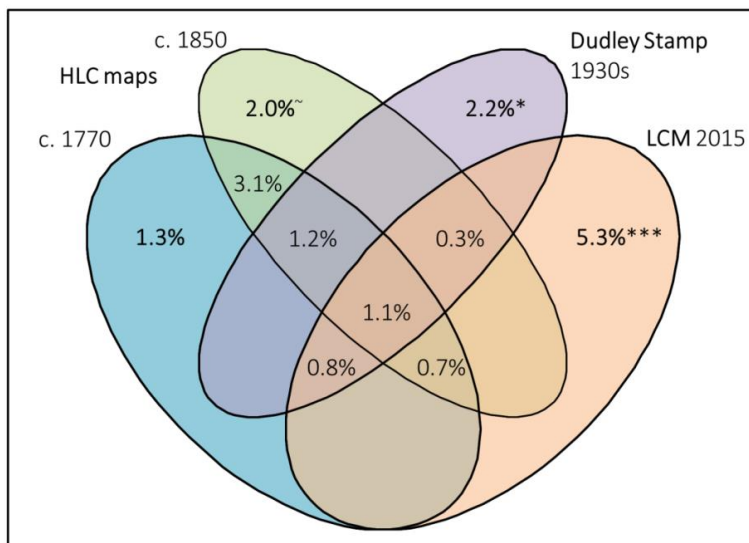 c. 1850
HLC maps
c. 1770
Dudley Stamp
1930s
LCM 2015
2.0%~
2.2%*
3.1%
1.3%
1.2%
0.3%
5.3%***
1.1%
0.8%
0.7%